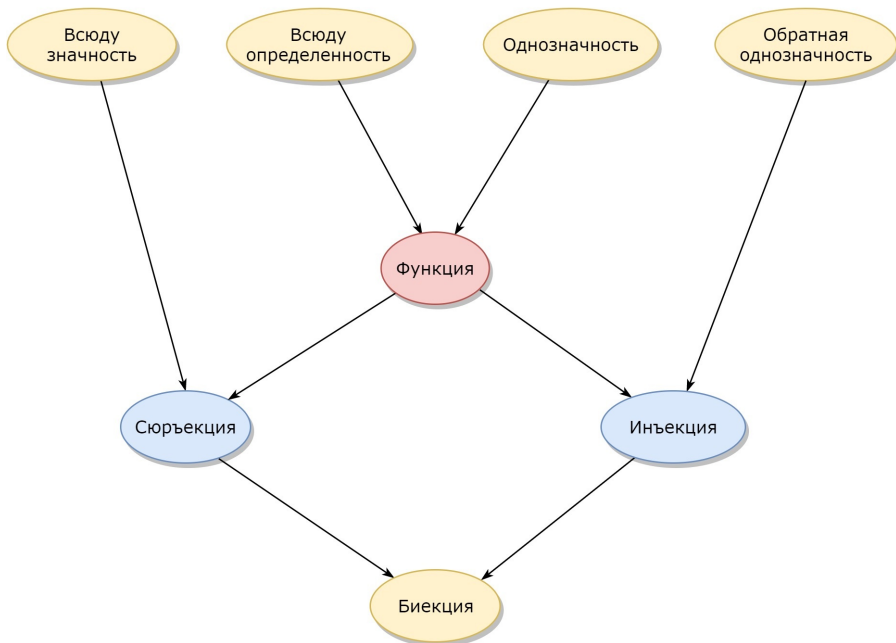 Всюду
значность
Всюду
определенность
Однозначность
Обратная
однозначность
Функция
Сюръекция
Инъекция
Биекция